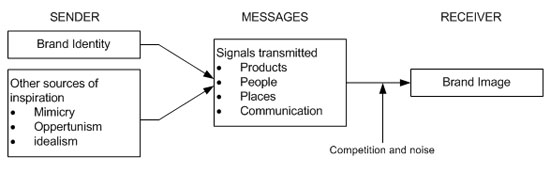 SENDER
MESSAGES
RECEIVER
Brand Identity
Other sources of
inspiration
• Mimicry
• Oppertunism
• idealism
Signals transmitted
• Products
• People
• Places
• Communication
Brand Image
Competition and noise